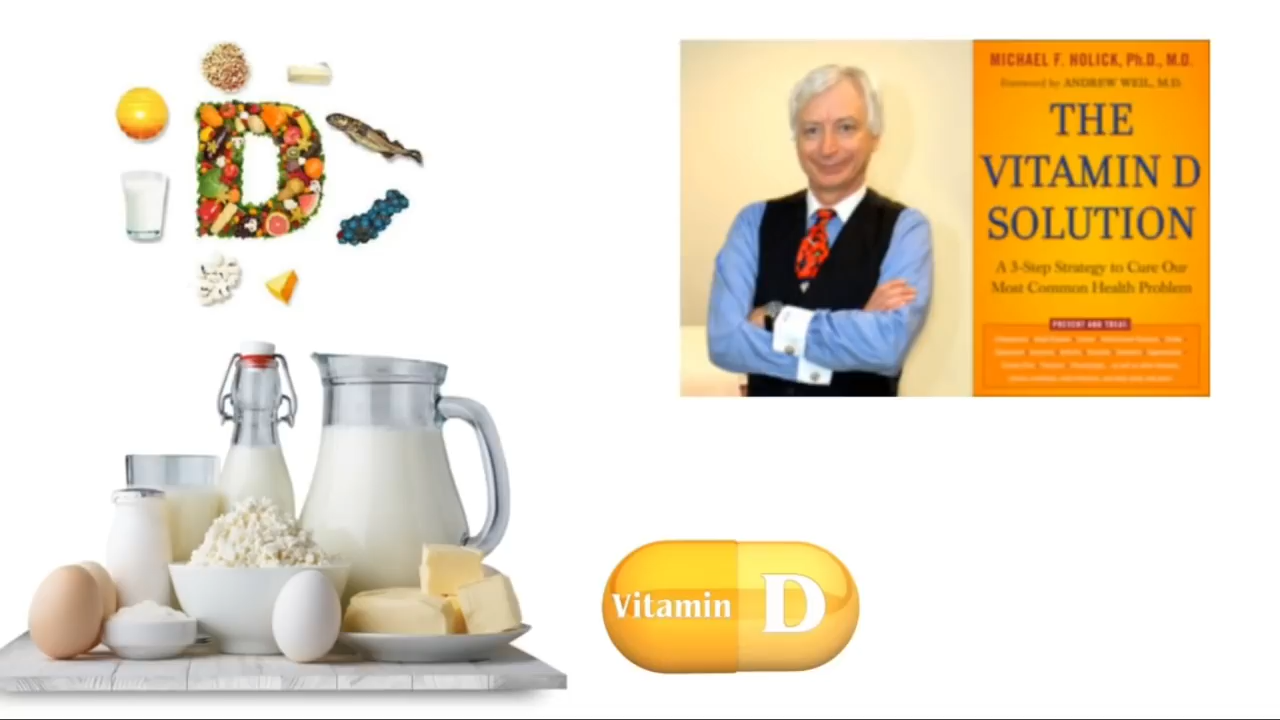 MICHAEL F. HOLICK, Ph.D., M.D.
Foreword by ANDREW WEIL, M.D.
THE
VITAMIN D
SOLUTION
A 3-Step Strategy to Cure Our
Most Common Health Problem
PREVENT AND TREAT:
Vitamin D